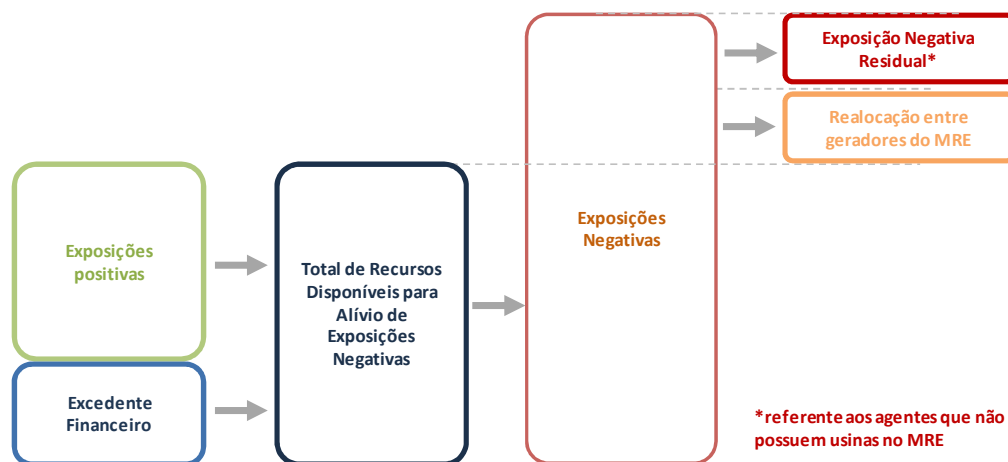 Exposição Negativa
Residual*
Realocação entre
geradores do MRE
Exposições
positivas
Exposições
Negativas
Total de Recursos
Disponíveis para
Alívio de
Exposições
Negativas
Excedente
Financeiro
*referente aos agentes que não
possuem usinas no MRE